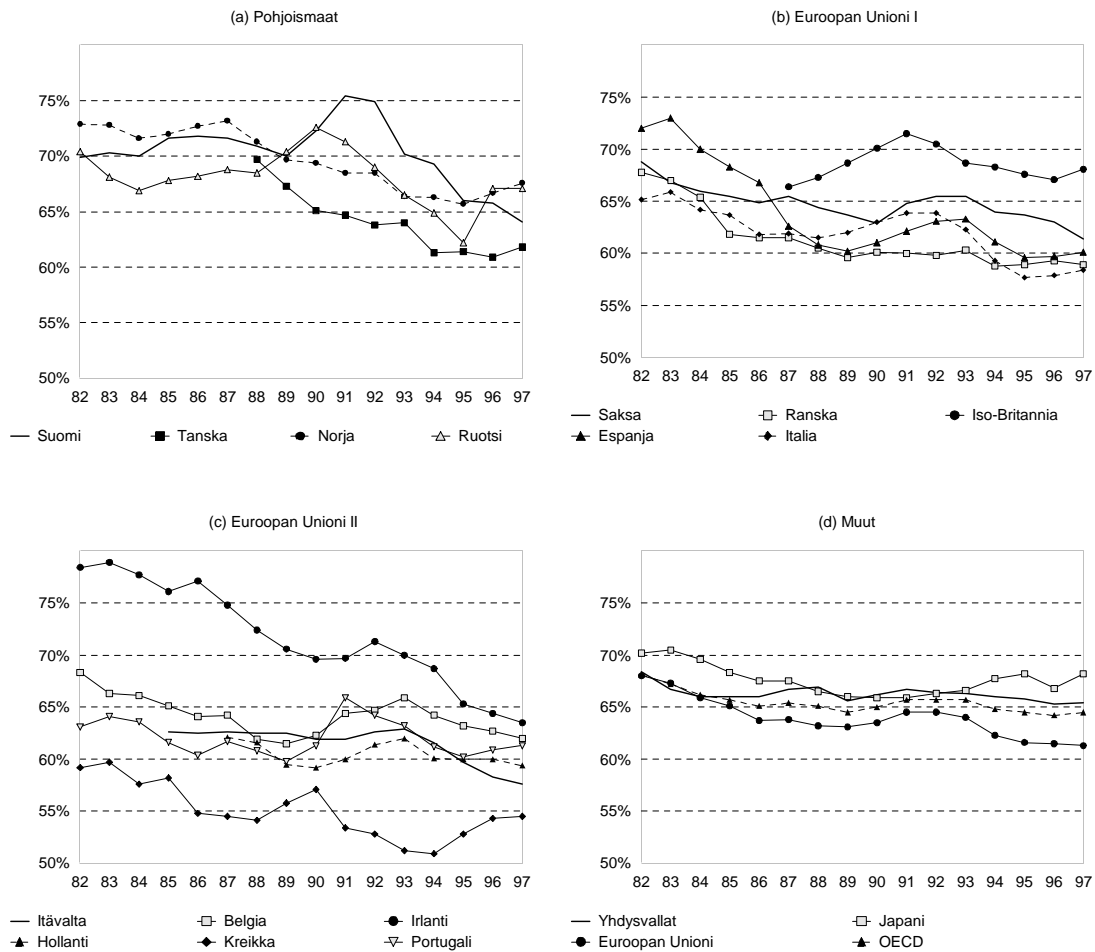 (a) Pohjoismaat
75%
70%
65%
60%
55%
50%
82 83 84 85 86 87 88 89 90 91 92 93 94 95 96 97
Suomi Tanska Norja Ruotsi
(b) Euroopan Unioni I
75%
70%
65%
60%
55%
50%
82 83 84 85 86 87 88 89 90 91 92 93 94 95 96 97
Saksa Ranska Iso-Britannia
Espanja Italia
(c) Euroopan Unioni II
75%
70%
65%
60%
55%
50%
82 83 84 85 86 87 88 89 90 91 92 93 94 95 96 97
Itävalta Belgia Irlanti
Hollanti Kreikka Portugali
(d) Muut
75%
70%
65%
60%
55%
50%
82 83 84 85 86 87 88 89 90 91 92 93 94 95 96 97
Yhdysvallat Japani
Euroopan Unioni OECD